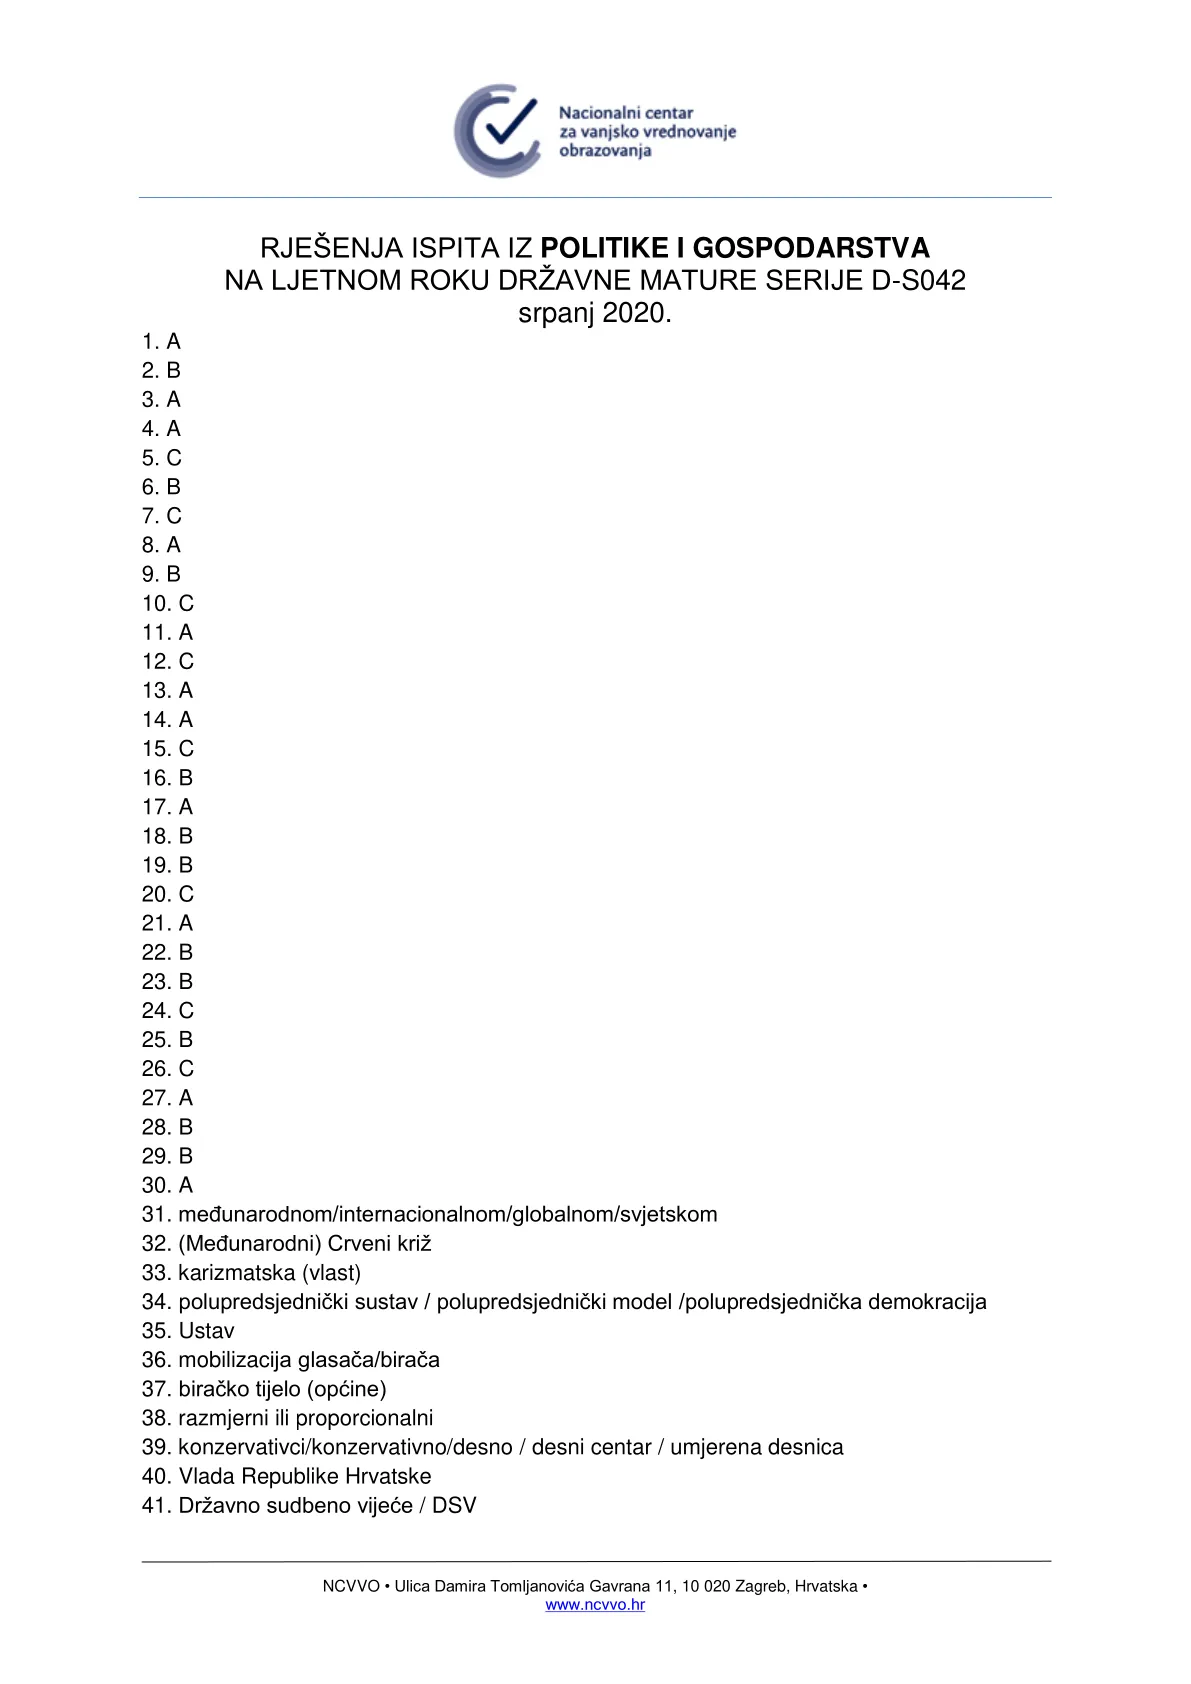 Nacionalni centar
za vanjsko vrednovanje
obrazovanja
RJEŠENJA ISPITA IZ POLITIKE I GOSPODARSTVA
NA LJETNOM ROKU DRŽAVNE MATURE SERIJE D-S042
srpanj 2020.
1. A
2. B
3. A
4. A
5. C
6. B
7. C
8. A
9. B
10. C
11. A
12. C
13. A
14. A
15. C
16. B
17. A
18. B
19. B
20. C
21. A
22. B
23. B
24. C
25. B
26. C
27. A
28. B
29. B
30. A
31. međunarodnom/internacionalnom/globalnom/svjetskom
32. (Međunarodni) Crveni križ
33. karizmatska (vlast)
34. polupredsjednički sustav / polupredsjednički model /polupredsjednička demokracija
35. Ustav
36. mobilizacija glasača/birača
37. biračko tijelo (općine)
38. razmjerni ili proporcionalni
39. konzervativci/konzervativno/desno / desni centar / umjerena desnica
40. Vlada Republike Hrvatske
41. Državno sudbeno vijeće / DSV
NCVVO • Ulica Damira Tomljanovića Gavrana 11, 10 020 Zagreb, Hrvatska •
www.ncvvo.hr